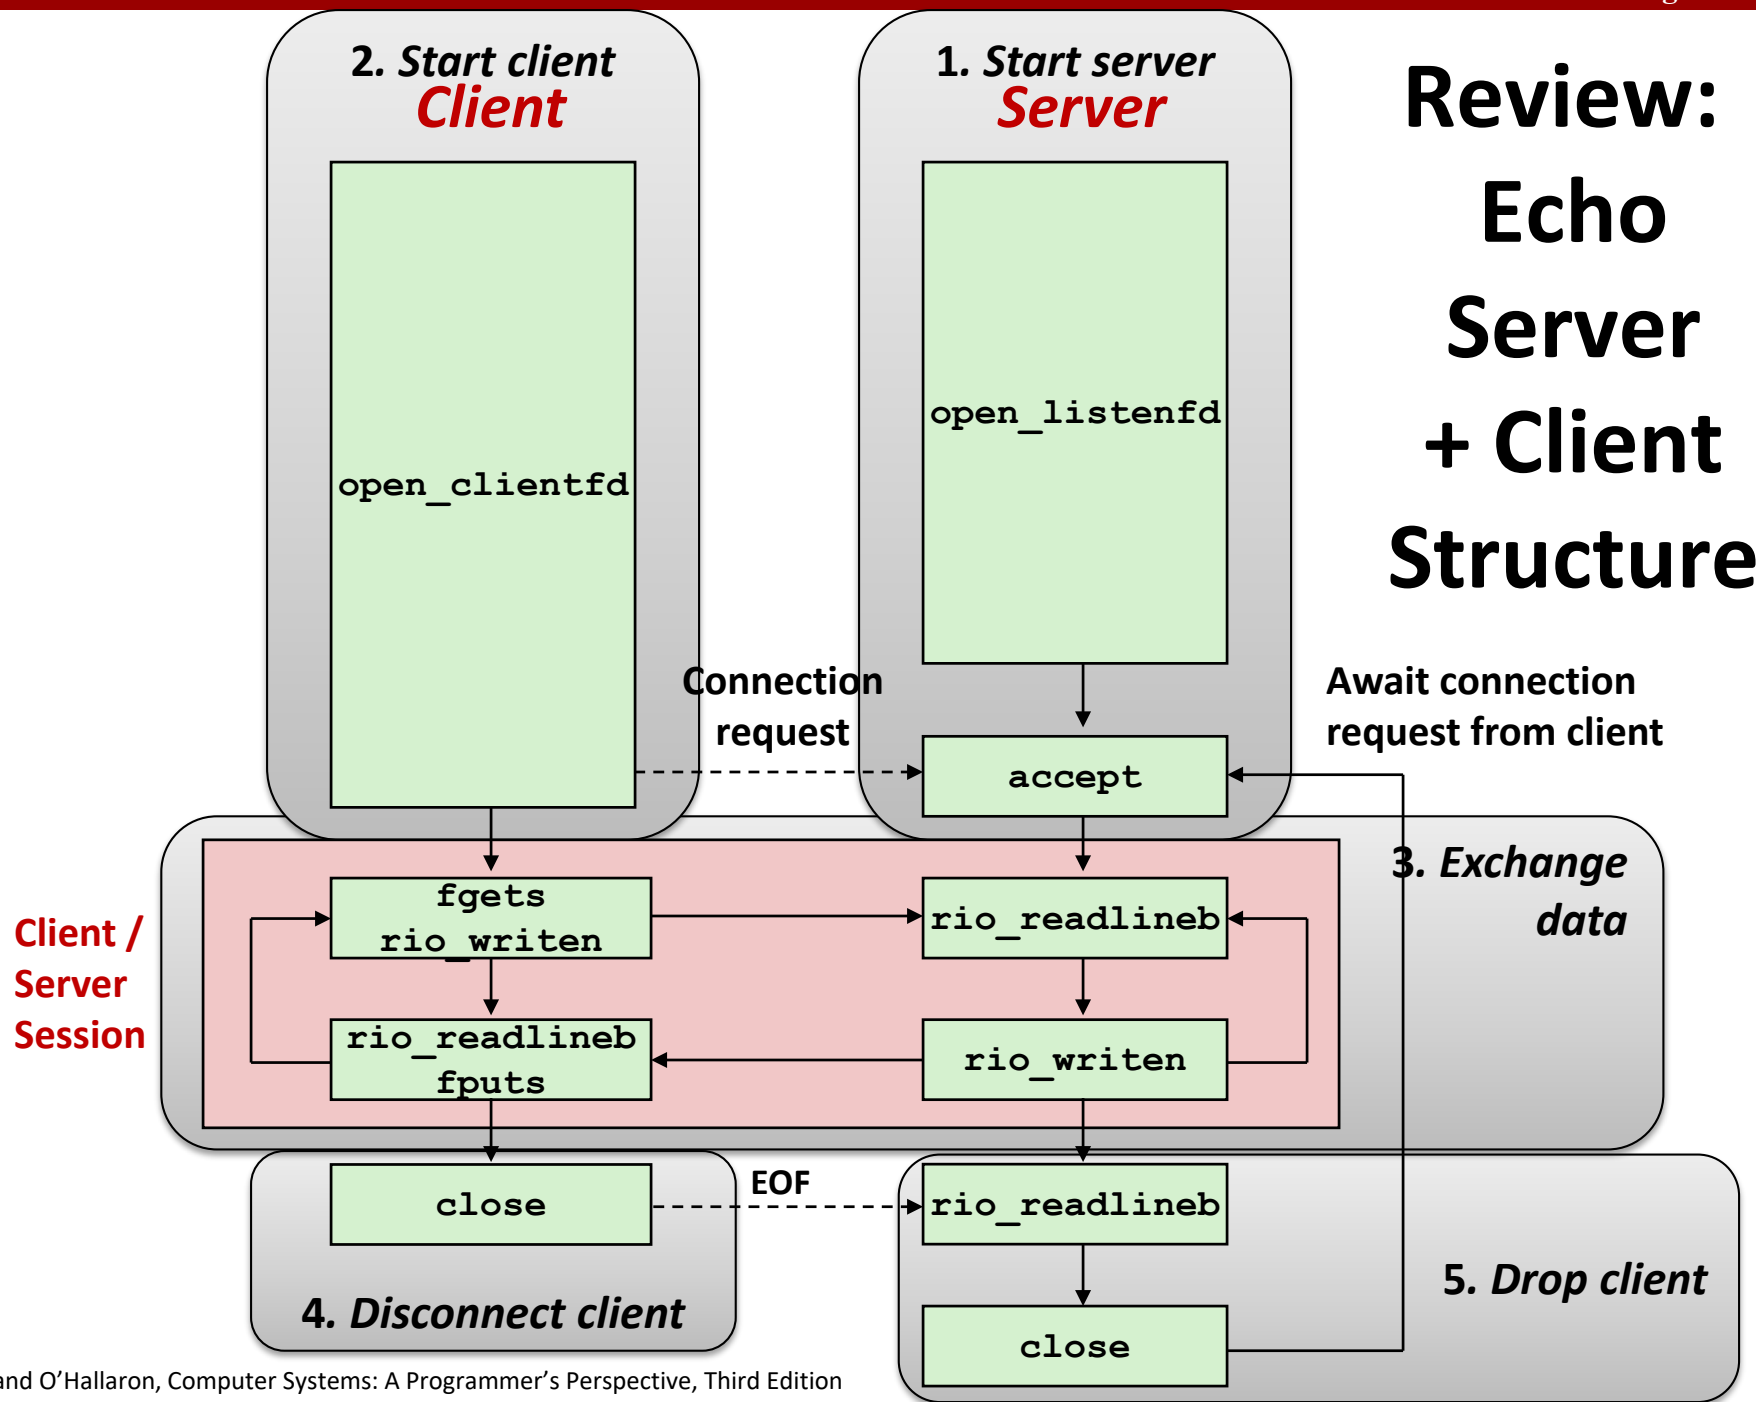 2. Start client
Client
1. Start server
Server
Review:
Echo
Server
+ Client
Structure
open_clientfd
open_listenfd
Connection
request
Await connection
request from client
accept
3. Exchange
data
Client /
Server
Session
fgets
rio_writen
rio_readlineb
rio_readlineb
fputs
rio_writen
close
EOF
rio_readlineb
4. Disconnect client
5. Drop client
close
and O'Hallaron, Computer Systems: A Programmer's Perspective, Third Edition